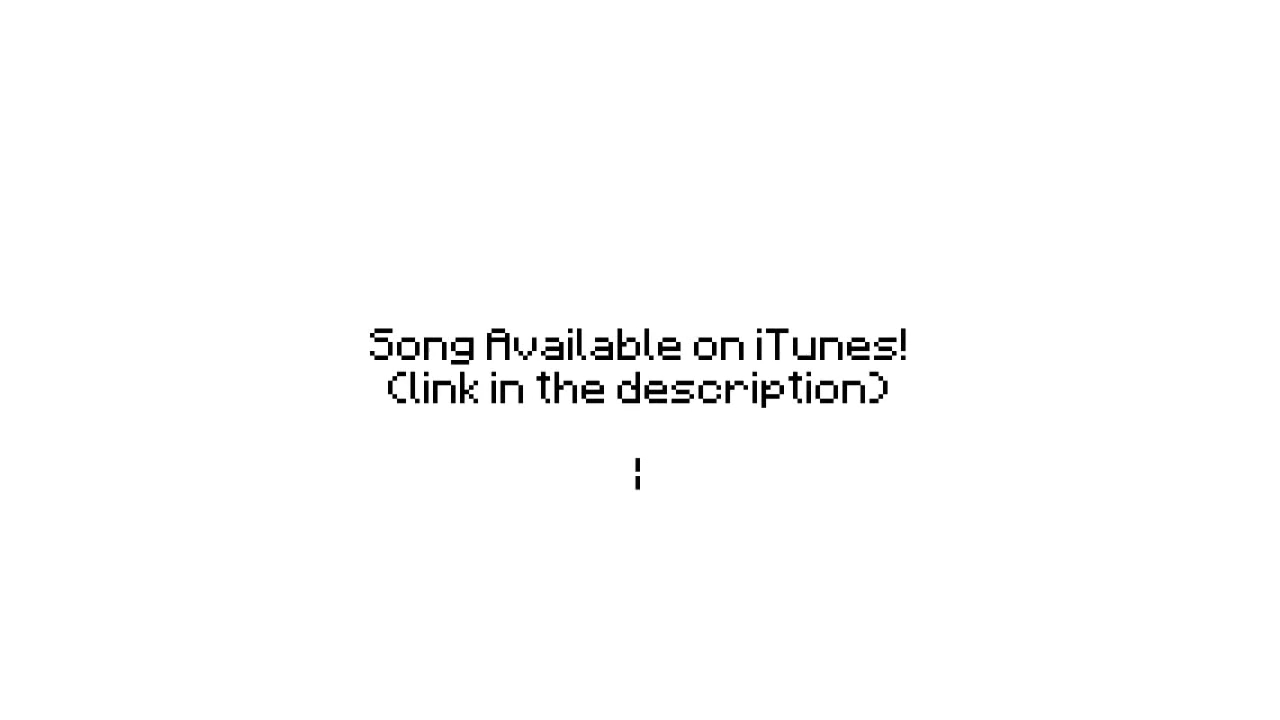 Song Available on iTunes!
(link in the description)
¦